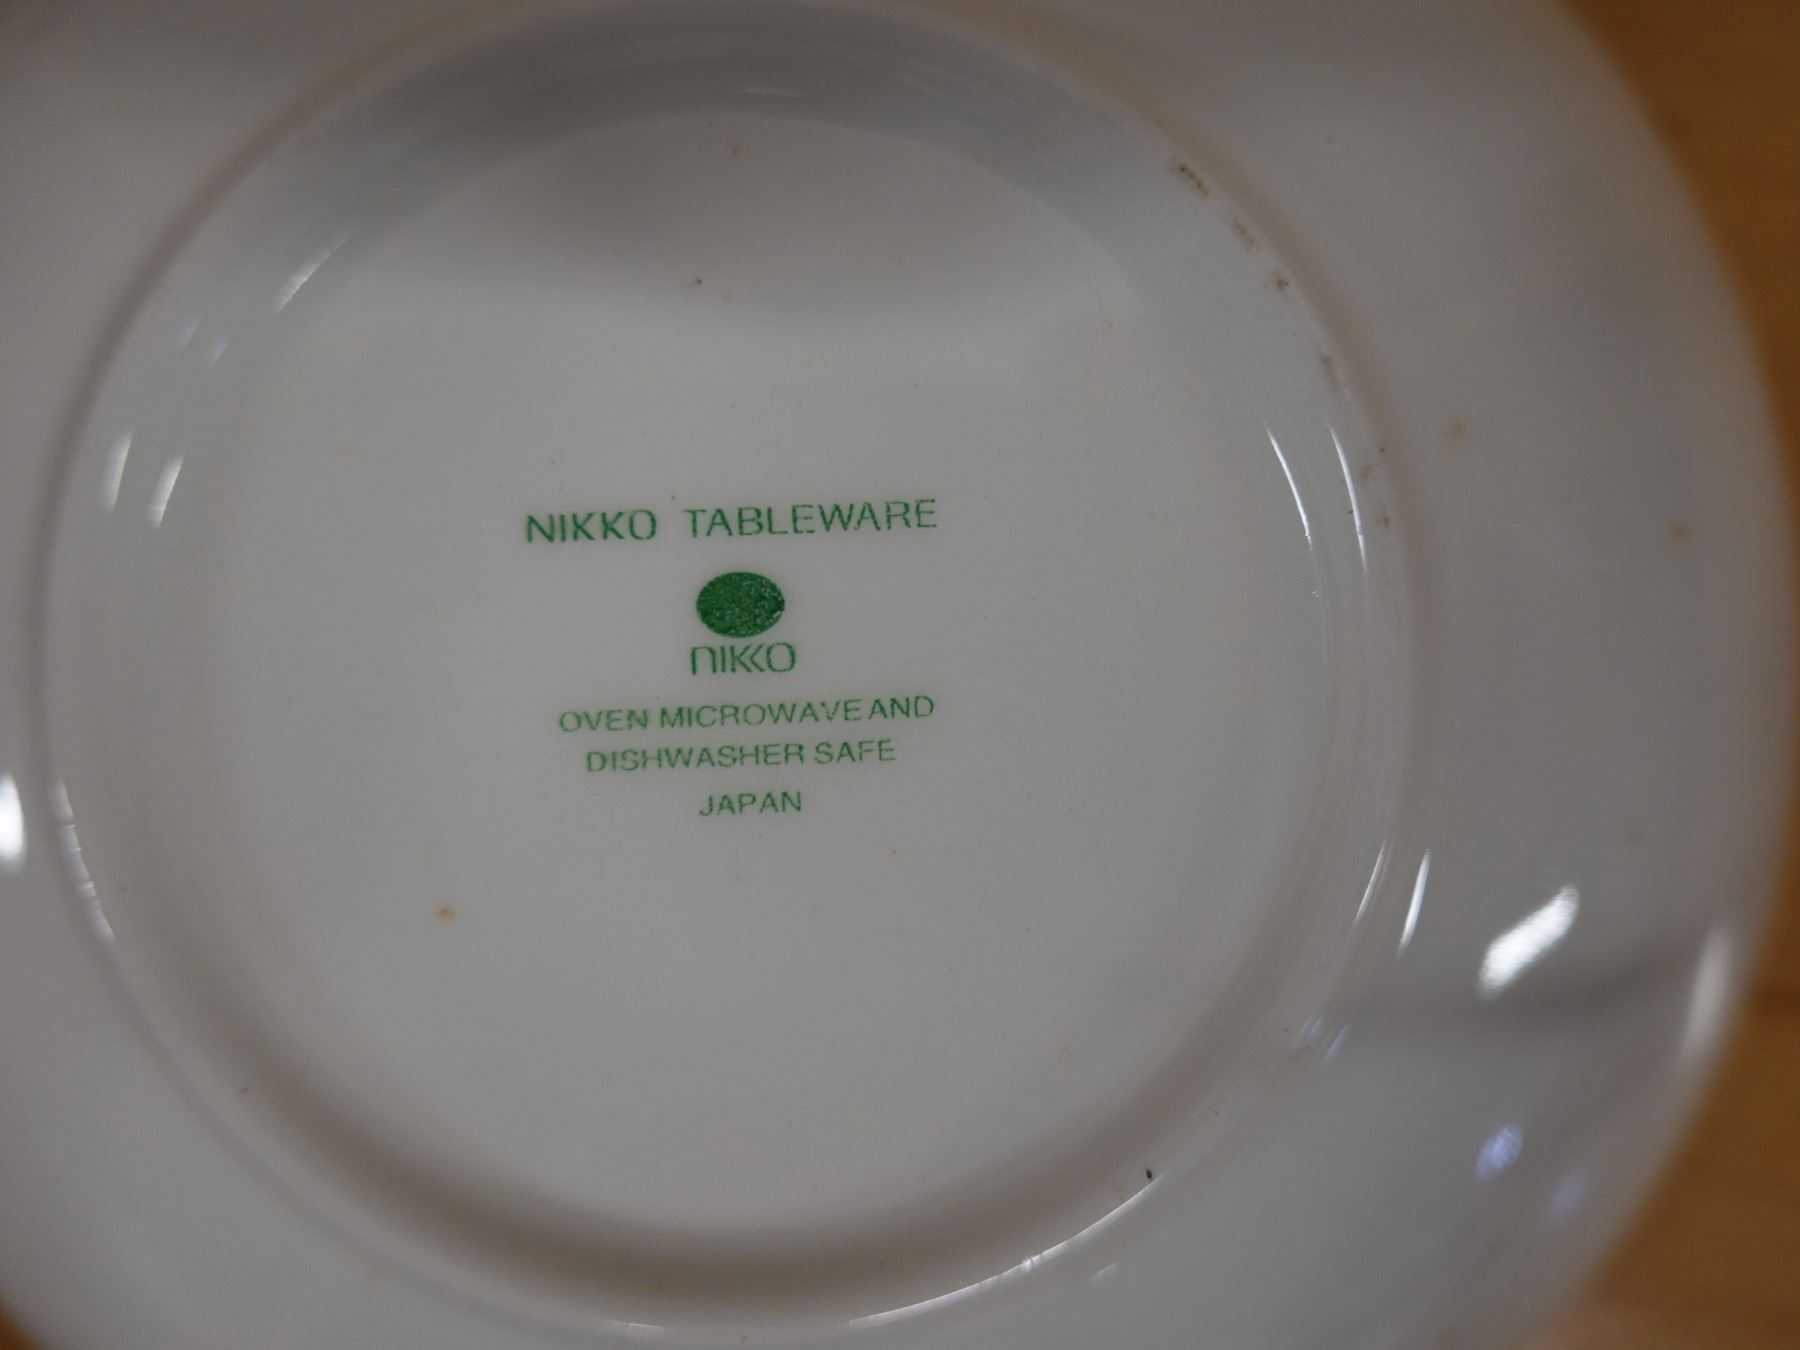 NIKKO TABLEWARE
NIKKO
OVEN MICROWAVE AND
DISHWASHER SAFE
JAPAN